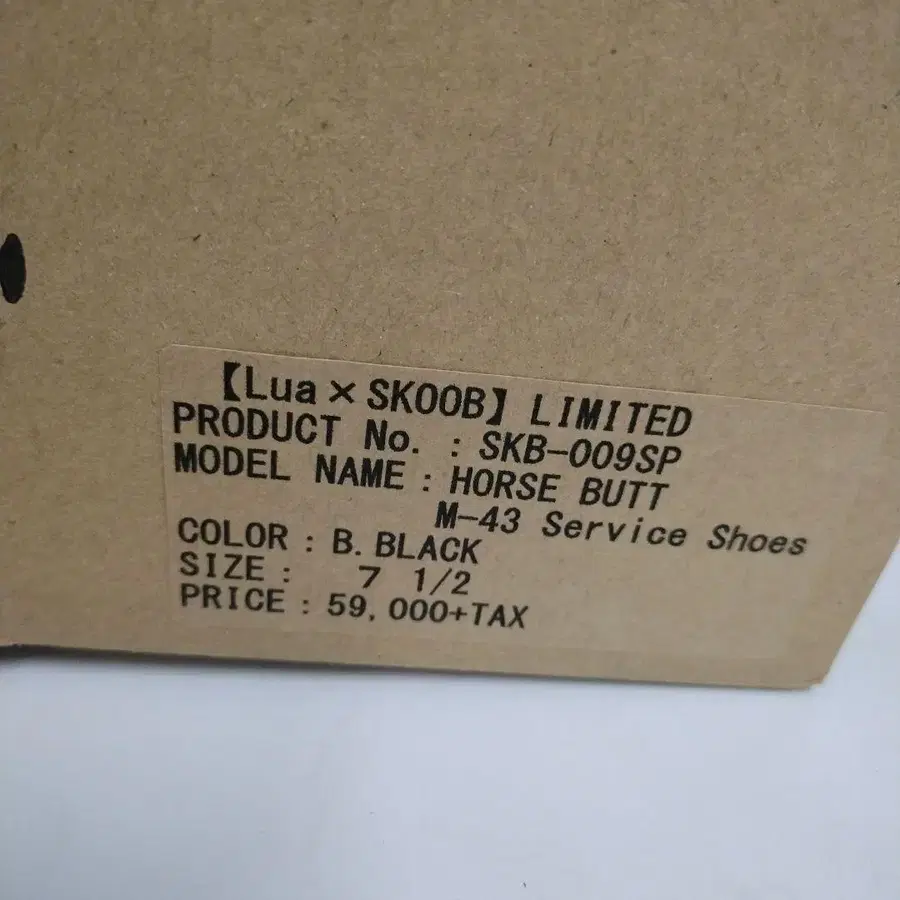 【Lua×SKOOB】LIMITED
PRODUCT No. : SKB-009SP
MODEL NAME : HORSE BUTT
M-43 Service Shoes
COLOR : B.BLACK
SIZE : 7 1/2
PRICE : 59,000+TAX